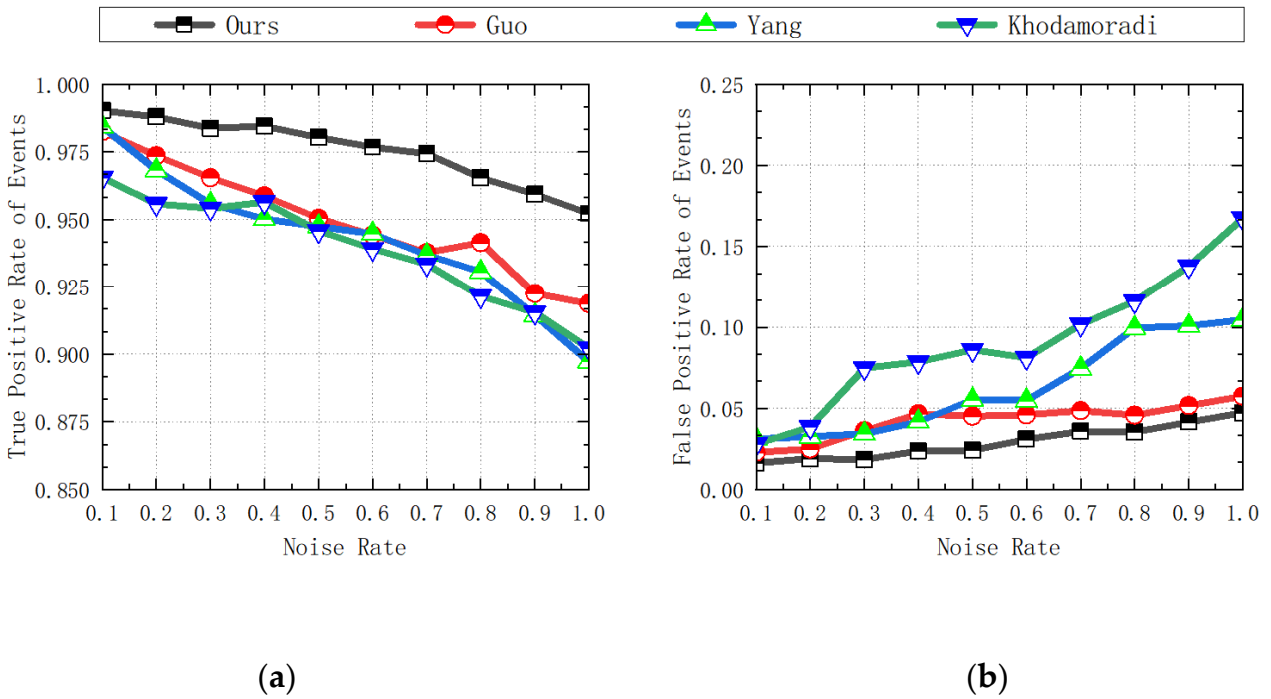 Ours Guo Yang Khodamoradi
True Positive Rate of Events
1.000
0.975
0.950
0.925
0.900
0.875
0.850
0.1 0.2 0.3 0.4 0.5 0.6 0.7 0.8 0.9 1.0
Noise Rate
(a)
False Positive Rate of Events
0.25
0.20
0.15
0.10
0.05
0.00
0.1 0.2 0.3 0.4 0.5 0.6 0.7 0.8 0.9 1.0
Noise Rate
(b)